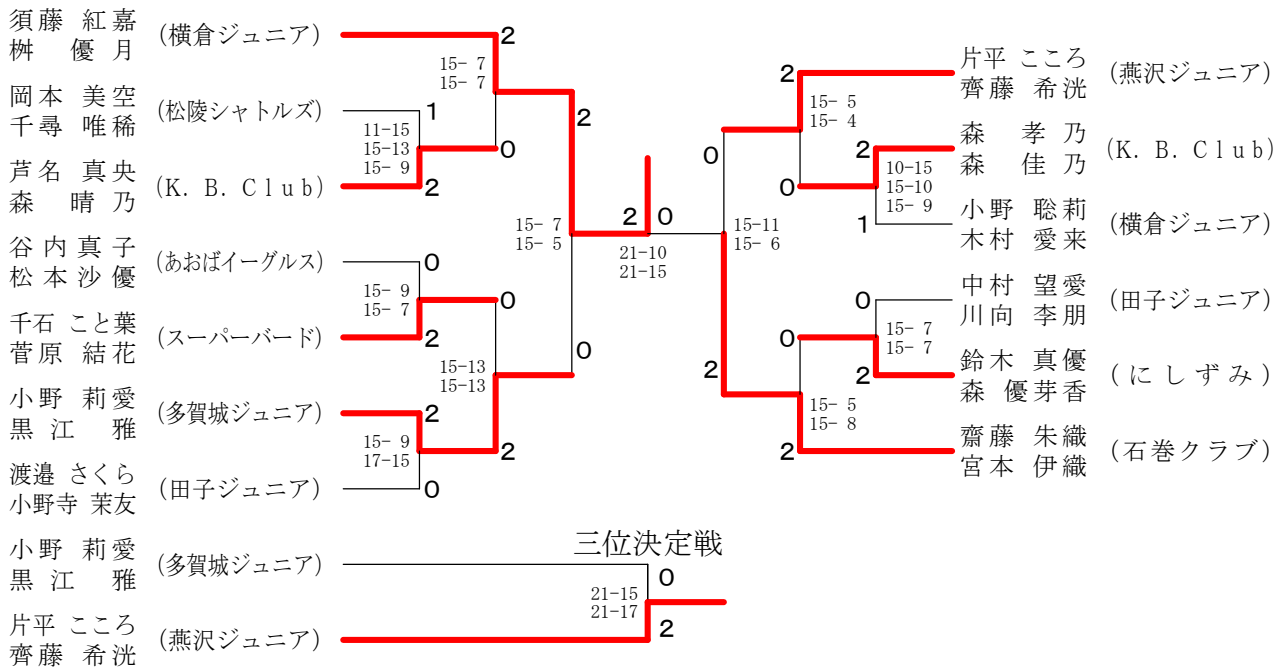 須藤 紅嘉
桝 優月
(横倉ジュニア)
2
15- 7
15- 7
岡本 美空
千尋 唯稀
(松陵シャトルズ)
1
11-15
15-13
15- 9
0
芦名 真央
森 晴乃
(K. B. Club)
2
2
15- 7
15- 5
谷内真子
松本沙優
(あおばイーグルス)
0
15- 9
15- 7
0
千石 こと葉
菅原 結花
(スーパーバード)
2
15-13
15-13
0
小野 莉愛
黒江 雅
(多賀城ジュニア)
2
15- 9
17-15
2
渡邉 さくら
小野寺 茉友
(田子ジュニア)
0
2 0
21-10
21-15
片平 こころ
齊藤 希洸
(燕沢ジュニア)
2
15- 5
15- 4
0
森 孝乃
森 佳乃
(K. B. Club)
2
10-15
15-10
15- 9
0
小野 聡莉
木村 愛来
(横倉ジュニア)
1
15-11
15- 6
中村 望愛
川向 李朋
(田子ジュニア)
0
15- 7
15- 7
0
鈴木 真優
森 優芽香
(にしずみ)
2
2
15- 5
15- 8
齋藤 朱織
宮本 伊織
(石巻クラブ)
2
三位決定戦
小野 莉愛
黒江 雅
(多賀城ジュニア)
0
21-15
21-17
片平 こころ
齊藤 希洸
(燕沢ジュニア)
2